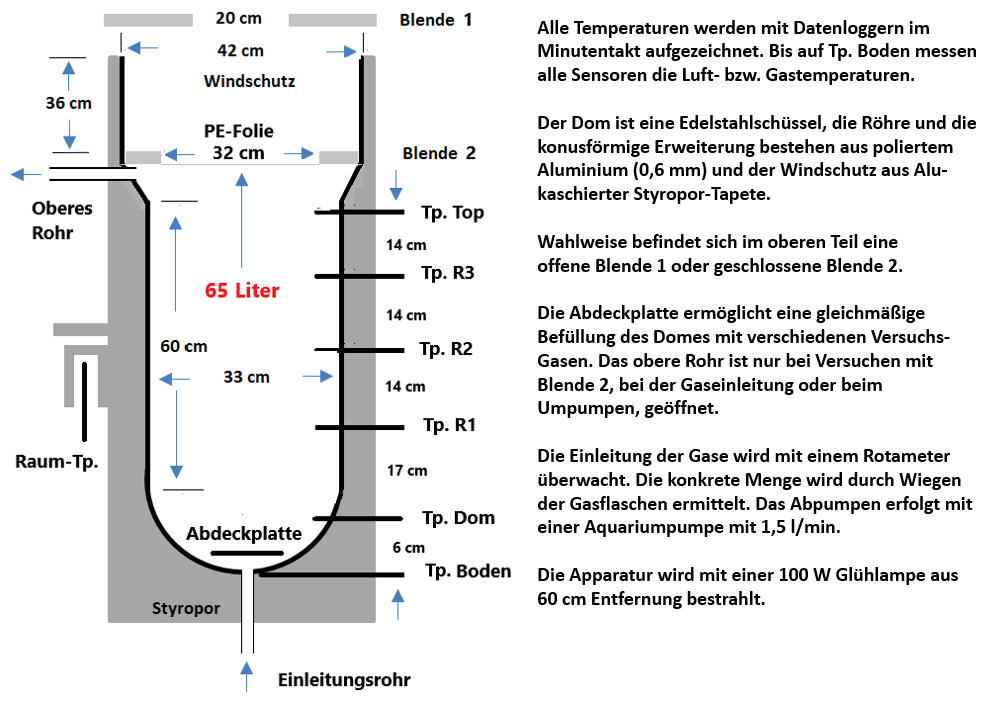 20 cm
Blende 1
42 cm
Windschutz
36 cm
PE-Folie
32 cm
Blende 2
Oberes
Rohr
Tp. Top
14 cm
Tp. R3
65 Liter
14 cm
60 cm
Tp. R2
33 cm
14 cm
Tp. R1
Raum-Tp.
17 cm
Tp. Dom
Abdeckplatte
6 cm
Tp. Boden
Styropor
Einleitungsrohr
Alle Temperaturen werden mit Datenloggern im
Minutentakt aufgezeichnet. Bis auf Tp. Boden messen
alle Sensoren die Luft- bzw. Gastemperaturen.
Der Dom ist eine Edelstahlschüssel, die Röhre und die
konusförmige Erweiterung bestehen aus poliertem
Aluminium (0,6 mm) und der Windschutz aus Alu-
kaschierter Styropor-Tapete.
Wahlweise befindet sich im oberen Teil eine
offene Blende 1 oder geschlossene Blende 2.
Die Abdeckplatte ermöglicht eine gleichmäßige
Befüllung des Domes mit verschiedenen Versuchs-
Gasen. Das obere Rohr ist nur bei Versuchen mit
Blende 2, bei der Gaseinleitung oder beim
Umpumpen, geöffnet.
Die Einleitung der Gase wird mit einem Rotameter
überwacht. Die konkrete Menge wird durch Wiegen
der Gasflaschen ermittelt. Das Abpumpen erfolgt mit
einer Aquariumpumpe mit 1,5 l/min.
Die Apparatur wird mit einer 100 W Glühlampe aus
60 cm Entfernung bestrahlt.